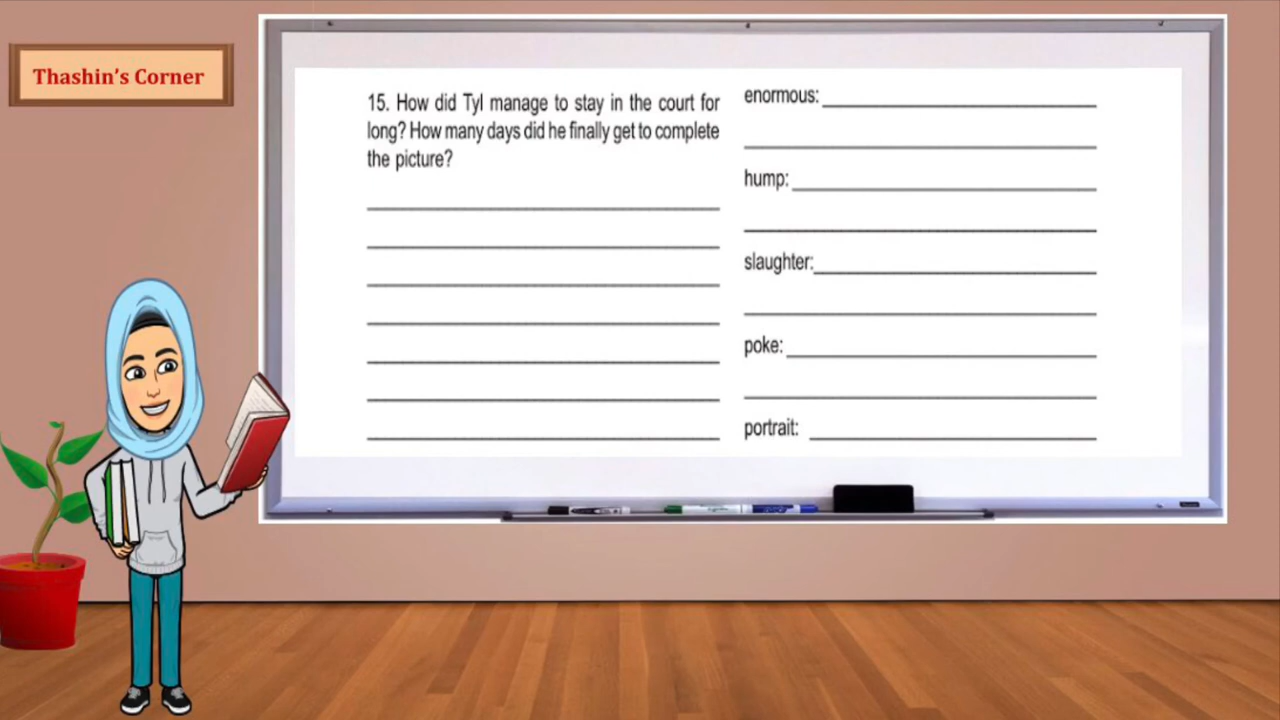 Thashin's Corner
15. How did Tyl manage to stay in the court for
long? How many days did he finally get to complete
the picture?
enormous:
hump:
slaughter:
poke:
portrait: